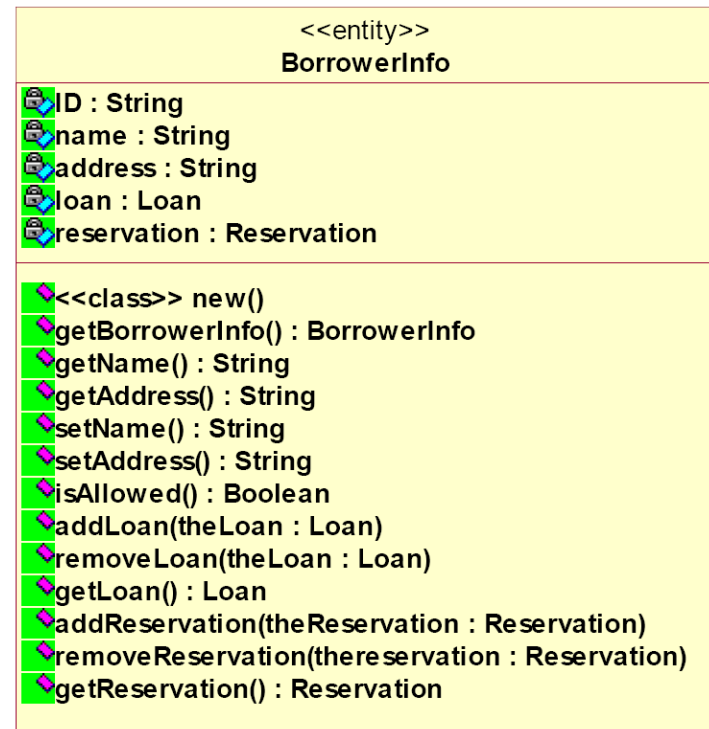 <<entity>>
BorrowerInfo
ID : String
name : String
address : String
loan : Loan
reservation : Reservation
<<class>> new()
getBorrowerInfo() : BorrowerInfo
getName() : String
getAddress() : String
setName() : String
setAddress() : String
isAllowed() : Boolean
addLoan(theLoan : Loan)
removeLoan(theLoan : Loan)
getLoan() : Loan
addReservation(theReservation : Reservation)
removeReservation(thereservation : Reservation)
getReservation() : Reservation